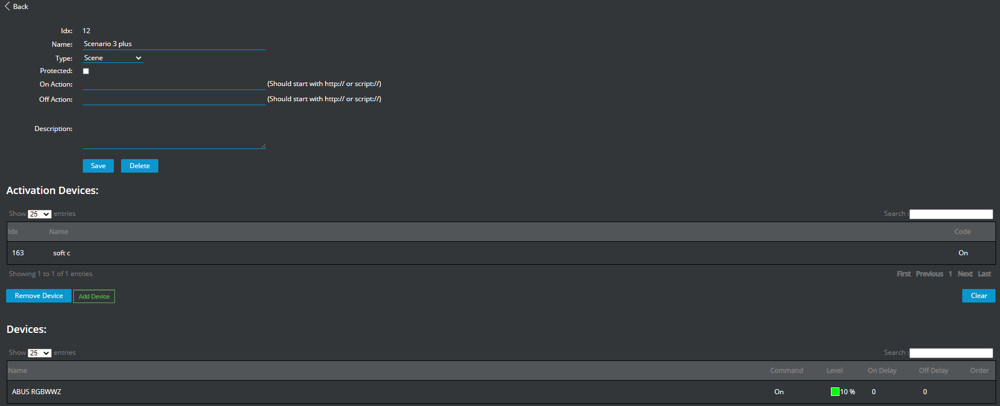 Back
Idx: 12
Name: Scenario 3 plus
Type: Scene
Protected:
On Action: (Should start with http:// or script://)
Off Action: (Should start with http:// or script://)
Description:
Save Delete
Activation Devices:
Show 25 entries Search :
Idx Name Code
163 soft c On
Showing 1 to 1 of 1 entries First Previous 1 Next Last
Remove Device Add Device Clear
Devices:
Show 25 entries Search :
Name Command Level On Delay Off Delay Order
ABUS RGBWWZ On 10 % 0 0